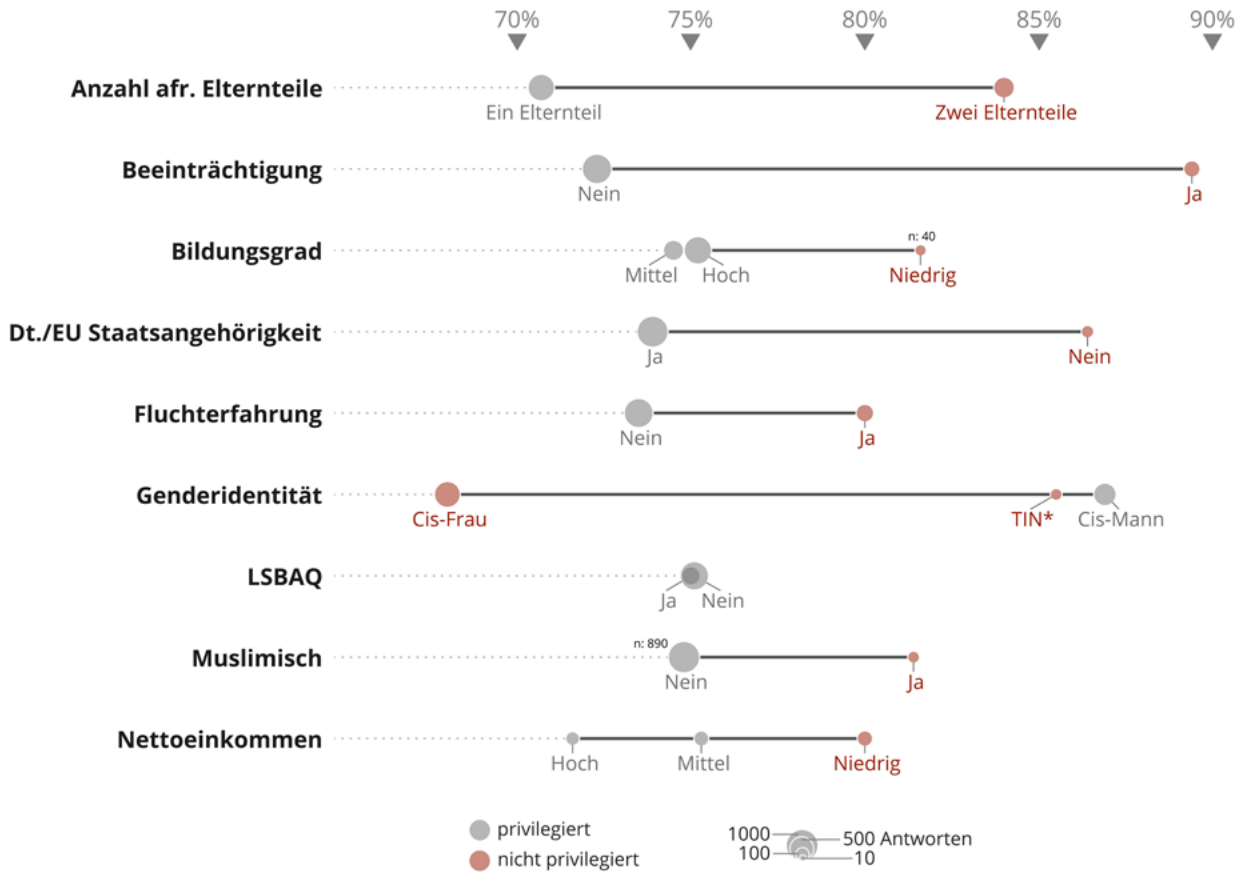 70% 75% 80% 85% 90%
Anzahl afr. Elternteile
Ein Elternteil Zwei Elternteile
Beeinträchtigung
Nein Ja
n: 40
Bildungsgrad
Mittel Hoch Niedrig
Dt./EU Staatsangehörigkeit
Ja Nein
Fluchterfahrung
Nein Ja
Genderidentität
Cis-Frau TIN* Cis-Mann
LSBAQ
Ja Nein
n: 890
Muslimisch
Nein Ja
Nettoeinkommen
Hoch Mittel Niedrig
privilegiert
nicht privilegiert
1000 500 Antworten
100 10